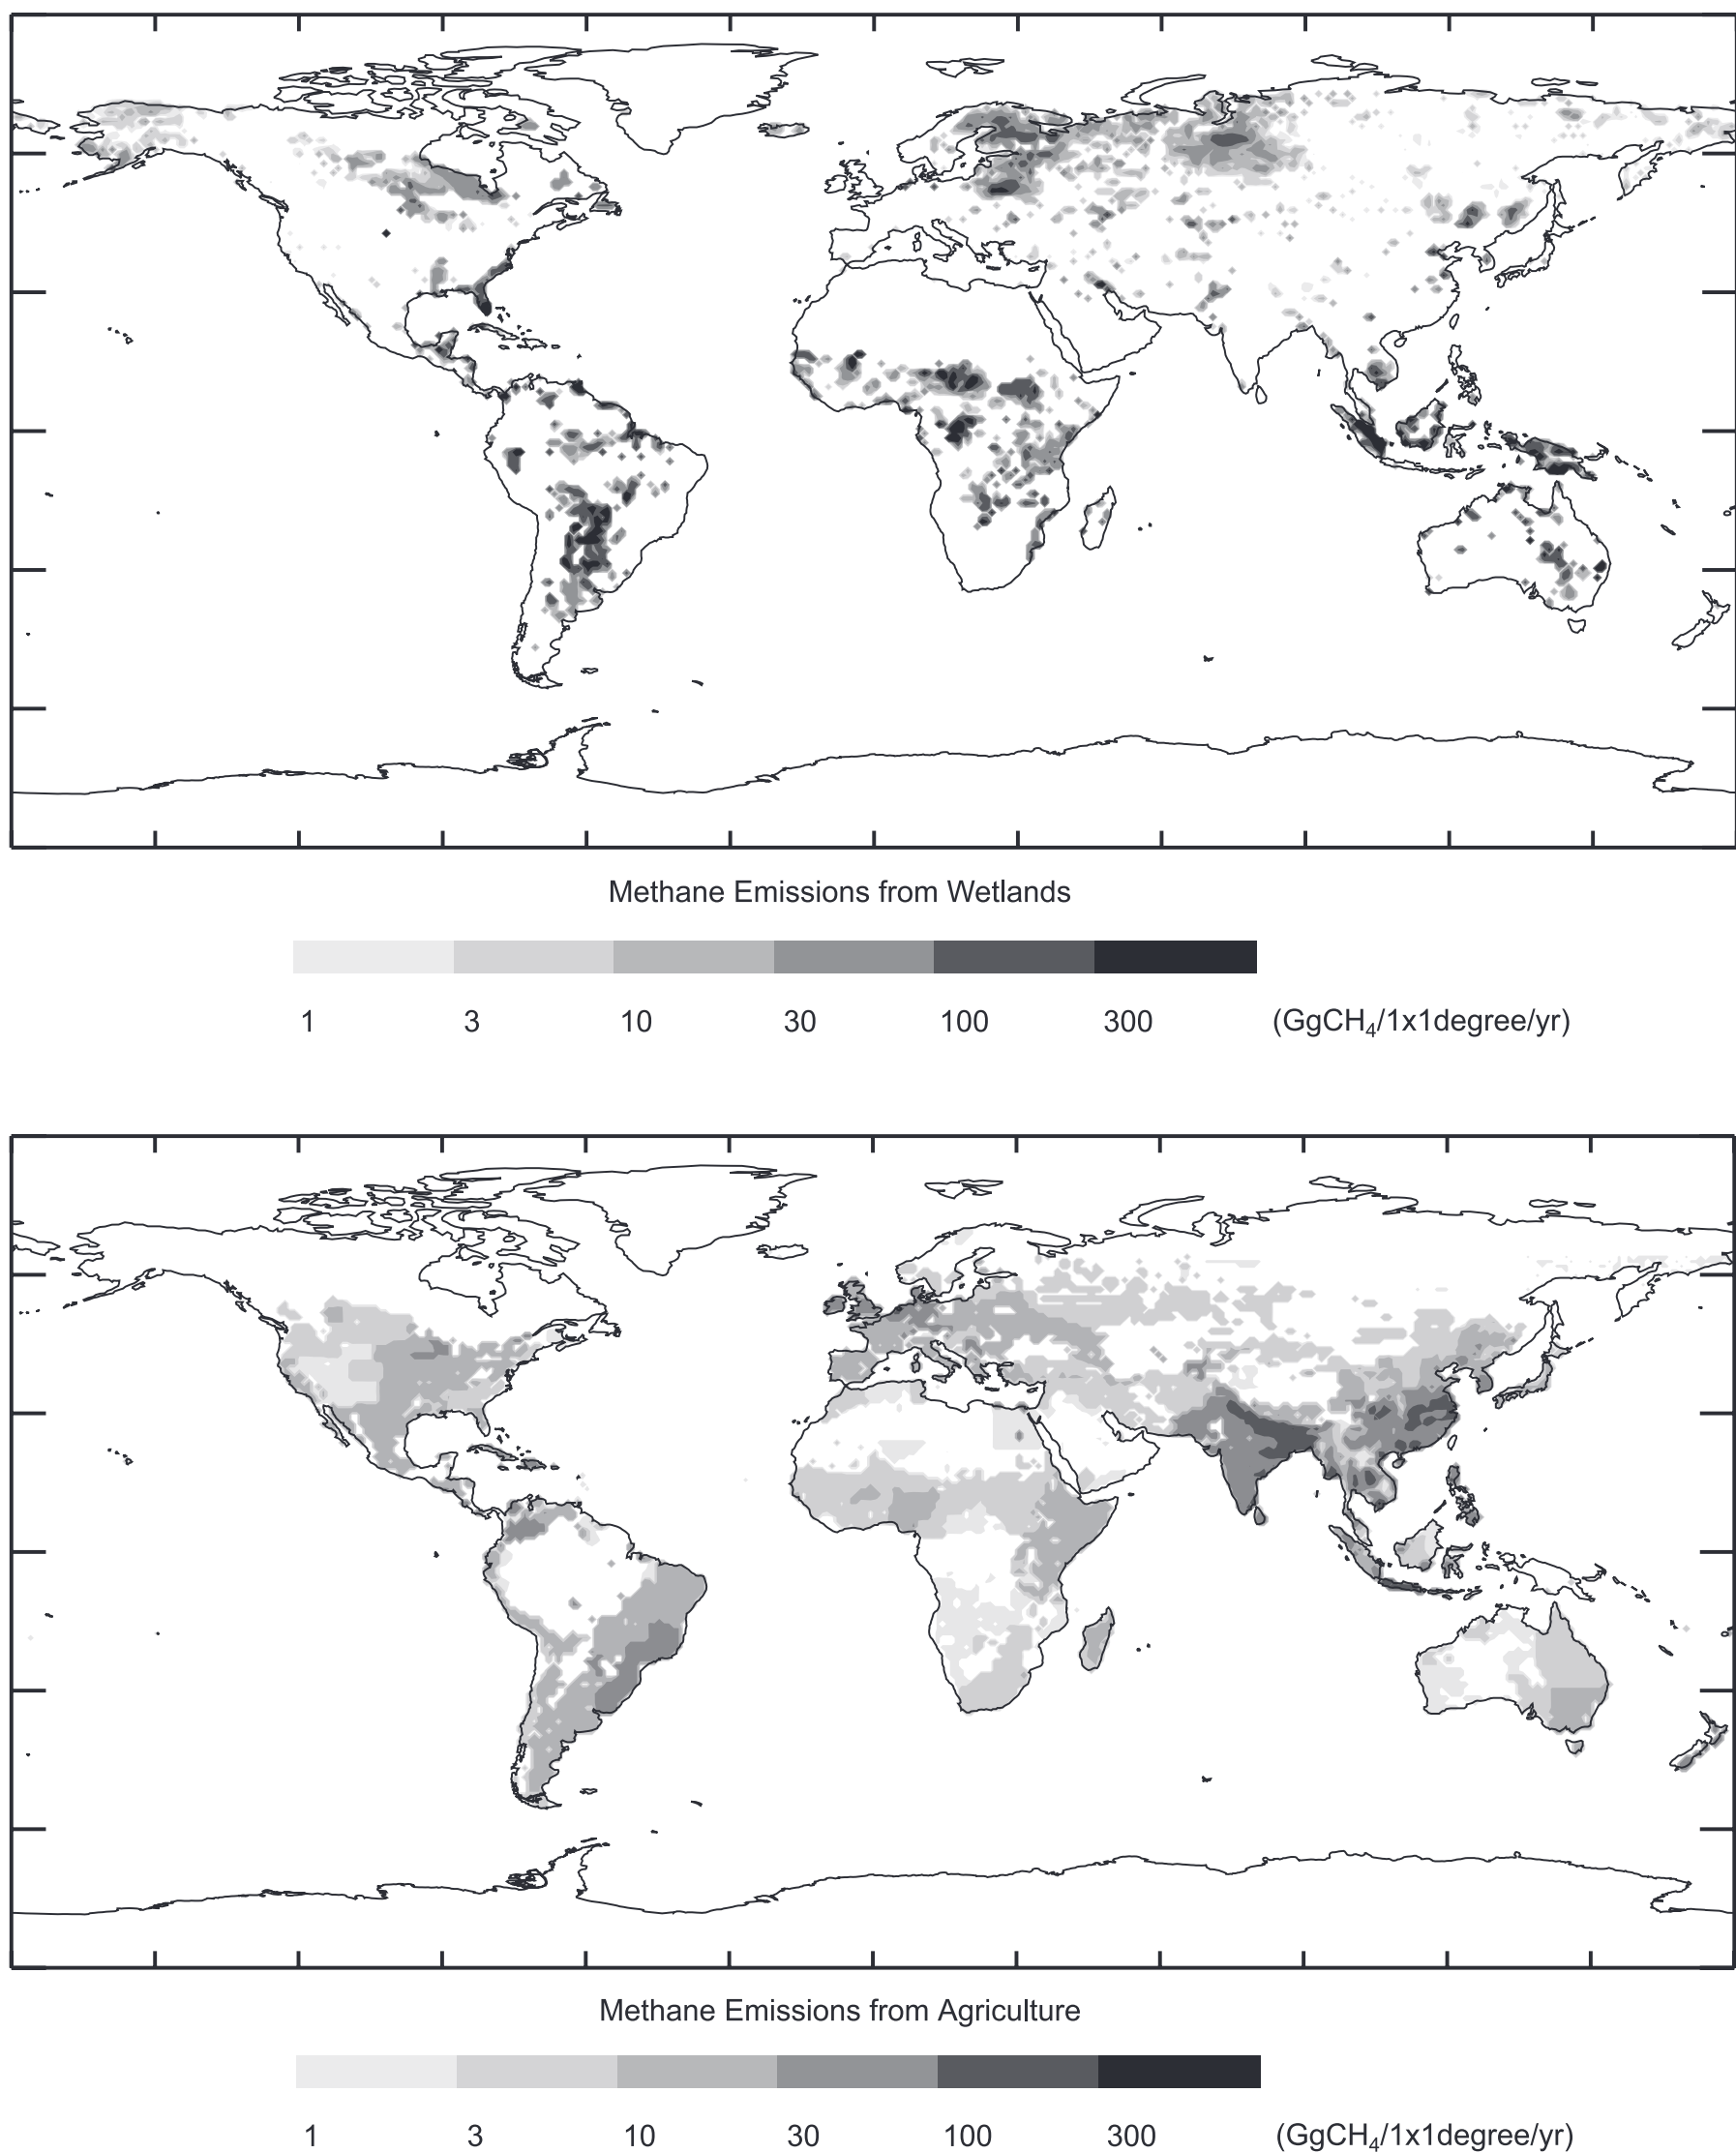 Methane Emissions from Wetlands
1 3 10 30 100 300 (GgCH₄/1x1degree/yr)
Methane Emissions from Agriculture
1 3 10 30 100 300 (GgCH₄/1x1degree/yr)